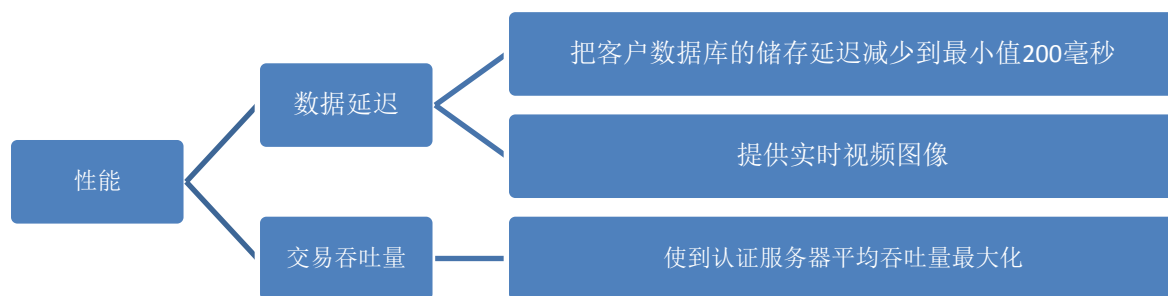 性能
数据延迟
把客户数据库的储存延迟减少到最小值200毫秒
提供实时视频图像
交易吞吐量
使到认证服务器平均吞吐量最大化